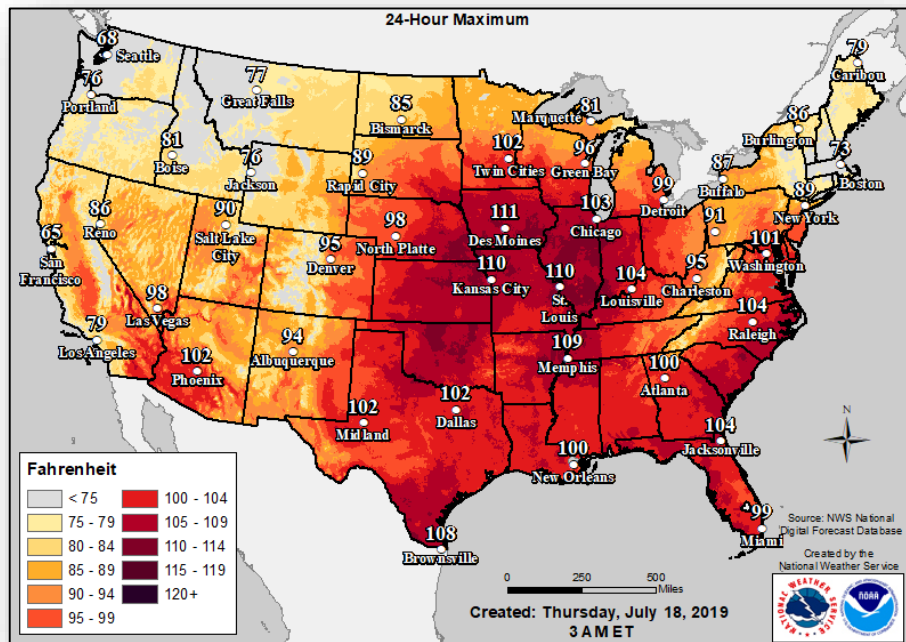 24-Hour Maximum
68
Seattle
76
Portland
77
Great Falls
85
Bismarck
81
Marquette
79
Caribou
86
Burlington
73
Boston
81
Boise
76
Jackson
89
Rapid City
102
Twin Cities
96
Green Bay
99
Detroit
87
Buffalo
89
New York
86
Reno
65
San
Francisco
90
Salt Lake
City
95
Denver
98
North Platte
111
Des Moines
103
Chicago
91
101
Washington
110
Kansas City
110
St.
Louis
104
Louisville
95
Charleston
104
Raleigh
98
Las Vegas
79
Los Angeles
102
Phoenix
94
Albuquerque
109
Memphis
100
Atlanta
102
Midland
102
Dallas
100
New Orleans
104
Jacksonville
99
Miami
108
Brownsville
N
Fahrenheit
< 75
75 - 79
80 - 84
85 - 89
90 - 94
95 - 99
100 - 104
105 - 109
110 - 114
115 - 119
120+
0 250 500
Miles
Created: Thursday, July 18, 2019
3 AM ET
Source: NWS National
Digital Forecast Database
Created by the
National Weather Service
NATIONAL WEATHER SERVICE
NOAA